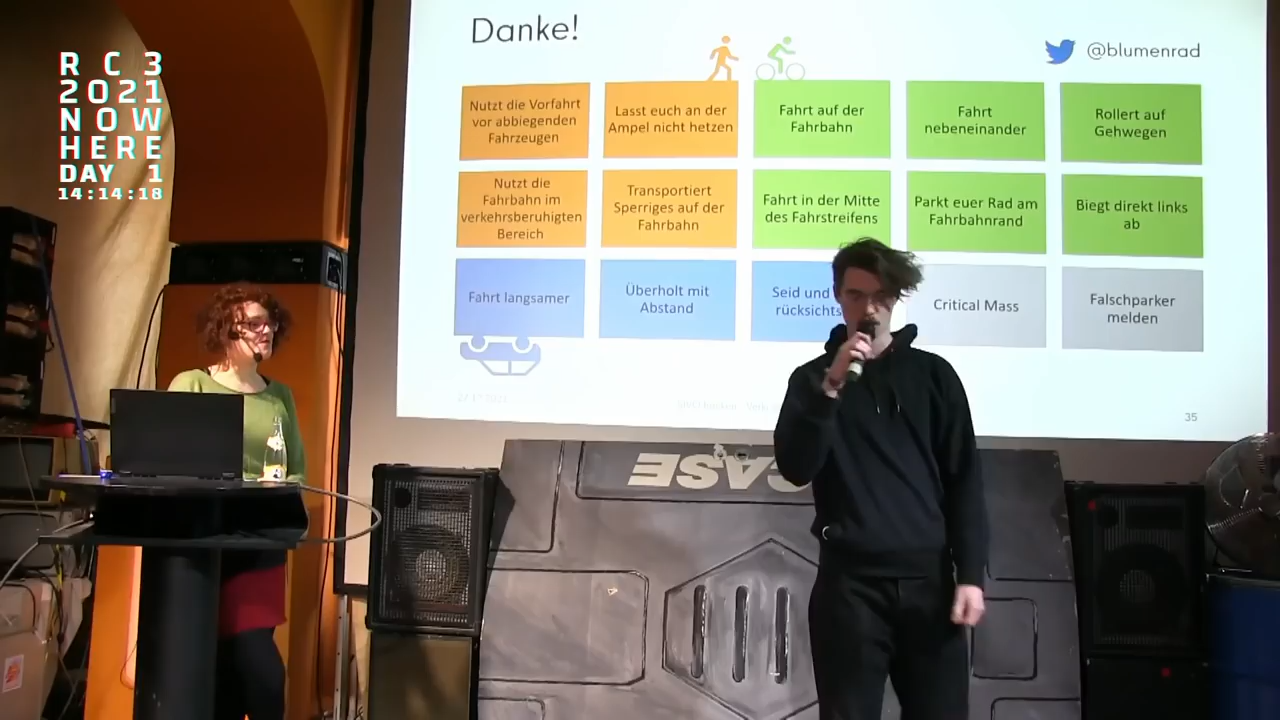 R C 3
2021
NOW
HERE
DAY 1
14:14:18
Danke!
@blumenrad
Nutzt die Vorfahrt
vor abbiegenden
Fahrzeugen
Lasst euch an der
Ampel nicht hetzen
Fahrt auf der
Fahrbahn
Fahrt
nebeneinander
Rollert auf
Gehwegen
Nutzt die
Fahrbahn im
verkehrsberuhigten
Bereich
Transportiert
Sperriges auf der
Fahrbahn
Fahrt in der Mitte
des Fahrstreifens
Parkt euer Rad am
Fahrbahnrand
Biegt direkt links
ab
Fahrt langsamer
Überholt mit
Abstand
Seid und
rücksichts
Critical Mass
Falschparker
melden
35
CASE